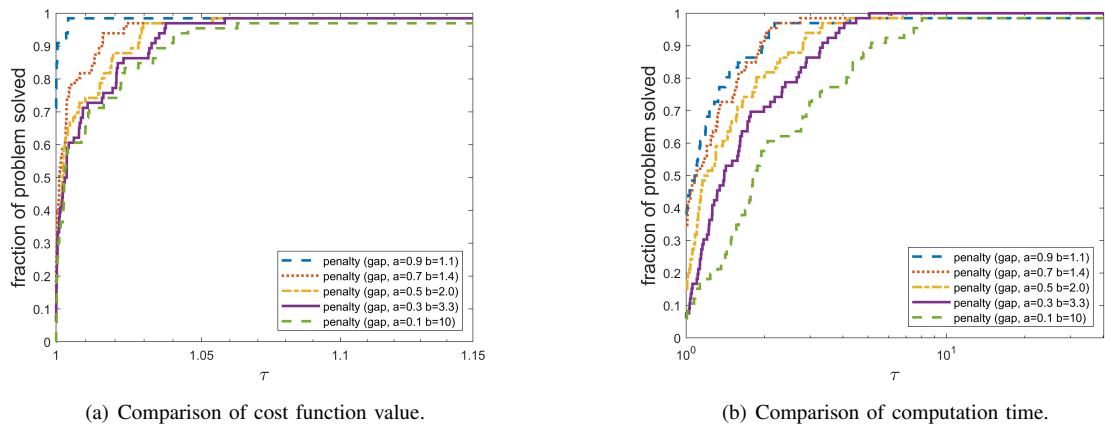 1
0.9
0.8
0.7
0.6
0.5
0.4
0.3
0.2
0.1
0
fraction of problem solved
1 1.05 1.1 1.15
τ
penalty (gap, a=0.9 b=1.1)
penalty (gap, a=0.7 b=1.4)
penalty (gap, a=0.5 b=2.0)
penalty (gap, a=0.3 b=3.3)
penalty (gap, a=0.1 b=10)
(a) Comparison of cost function value.
1
0.9
0.8
0.7
0.6
0.5
0.4
0.3
0.2
0.1
0
fraction of problem solved
10⁰ 10¹
τ
penalty (gap, a=0.9 b=1.1)
penalty (gap, a=0.7 b=1.4)
penalty (gap, a=0.5 b=2.0)
penalty (gap, a=0.3 b=3.3)
penalty (gap, a=0.1 b=10)
(b) Comparison of computation time.